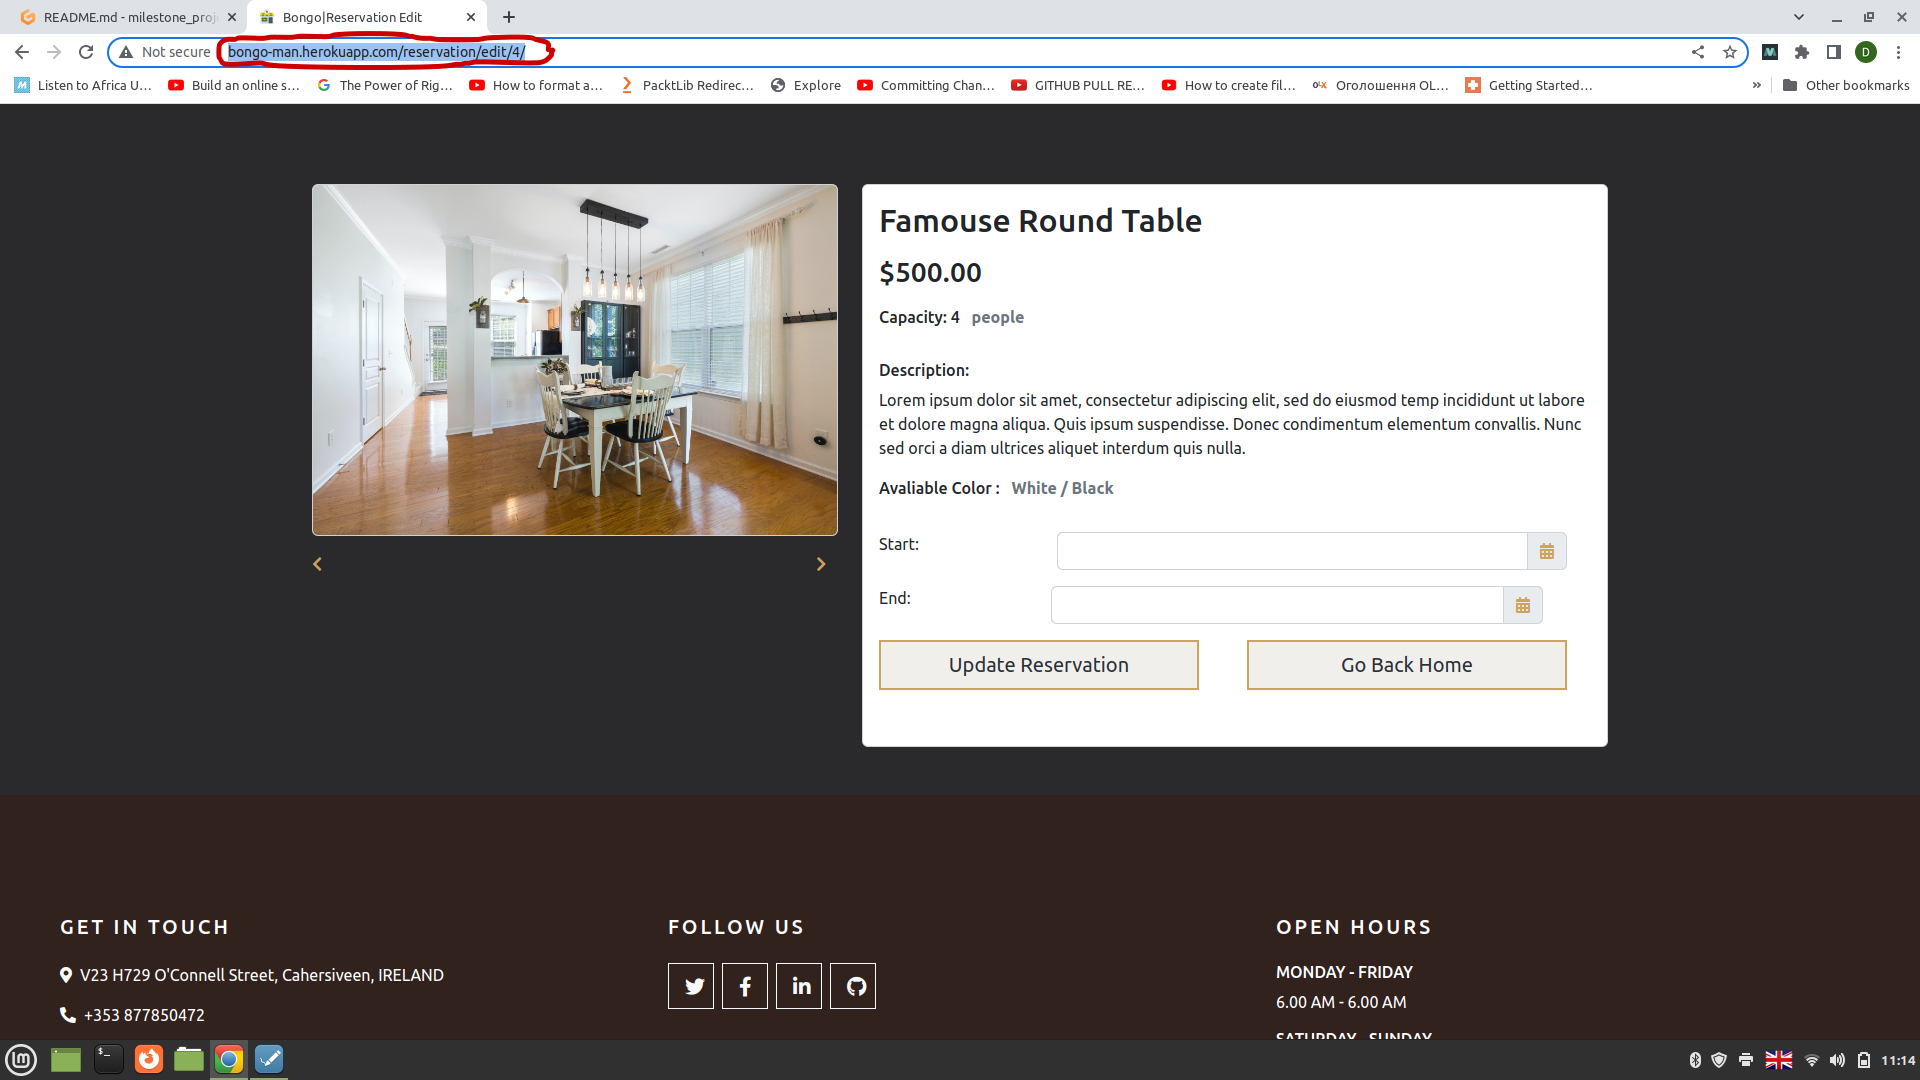 README.md - milestone_proj
Bongo|Reservation Edit
Not secure
bongo-man.herokuapp.com/reservation/edit/4/
D
Listen to Africa U...
Build an online s...
The Power of Rig...
How to format a...
PacktLib Redirec...
Explore
Committing Chan...
GITHUB PULL RE...
How to create fil...
Оголошення OL...
Getting Started...
Other bookmarks
Famouse Round Table
$500.00
Capacity: 4 people
Description:
Lorem ipsum dolor sit amet, consectetur adipiscing elit, sed do eiusmod temp incididunt ut labore
et dolore magna aliqua. Quis ipsum suspendisse. Donec condimentum elementum convallis. Nunc
sed orci a diam ultrices aliquet interdum quis nulla.
Avaliable Color : White / Black
Start:
End:
Update Reservation
Go Back Home
GET IN TOUCH
V23 H729 O'Connell Street, Cahersiveen, IRELAND
+353 877850472
FOLLOW US
OPEN HOURS
MONDAY - FRIDAY
6.00 AM - 6.00 AM
SATURDAY - SUNDAY
11:14